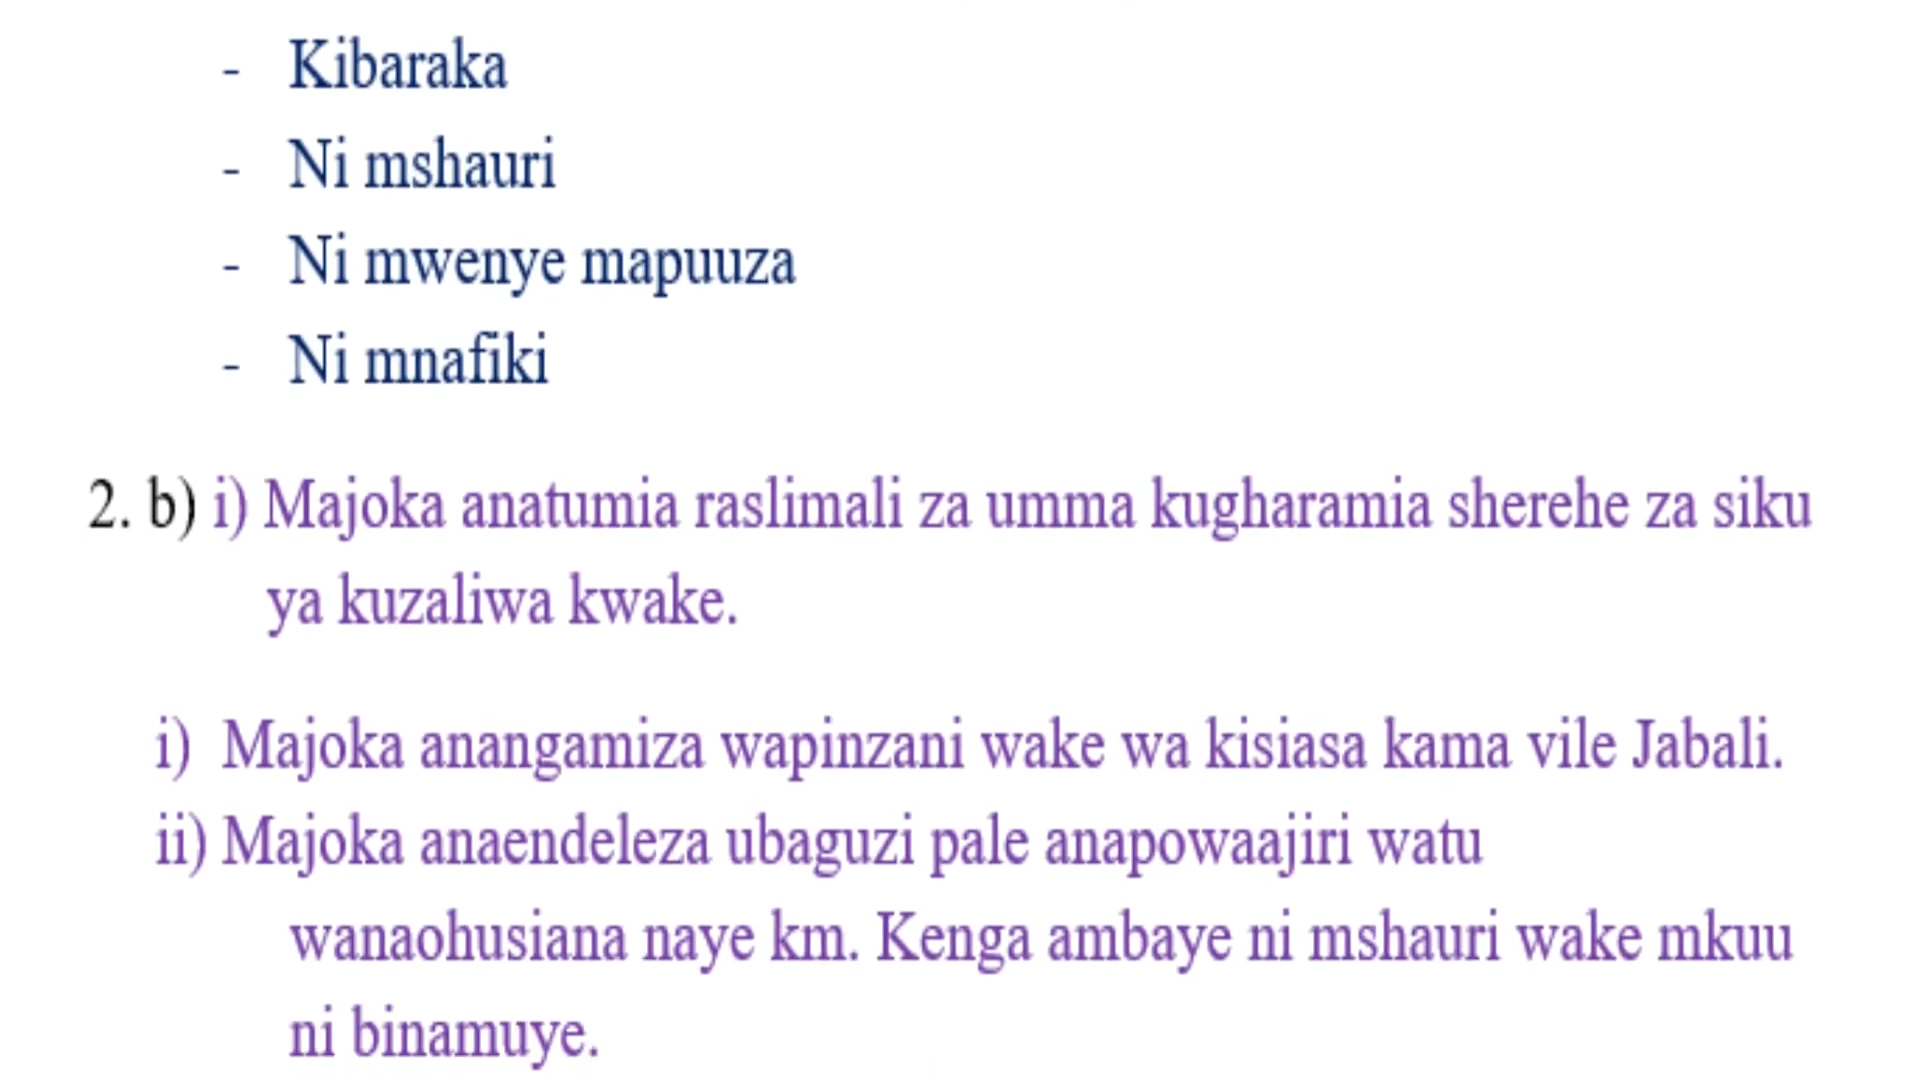 - Kibaraka
- Ni mshauri
- Ni mwenye mapuuza
- Ni mnafiki
2. b) i) Majoka anatumia raslimali za umma kugharamia sherehe za siku
ya kuzaliwa kwake.
i) Majoka anangamiza wapinzani wake wa kisiasa kama vile Jabali.
ii) Majoka anaendeleza ubaguzi pale anapowaajiri watu
wanaohusiana naye km. Kenga ambaye ni mshauri wake mkuu
ni binamuye.